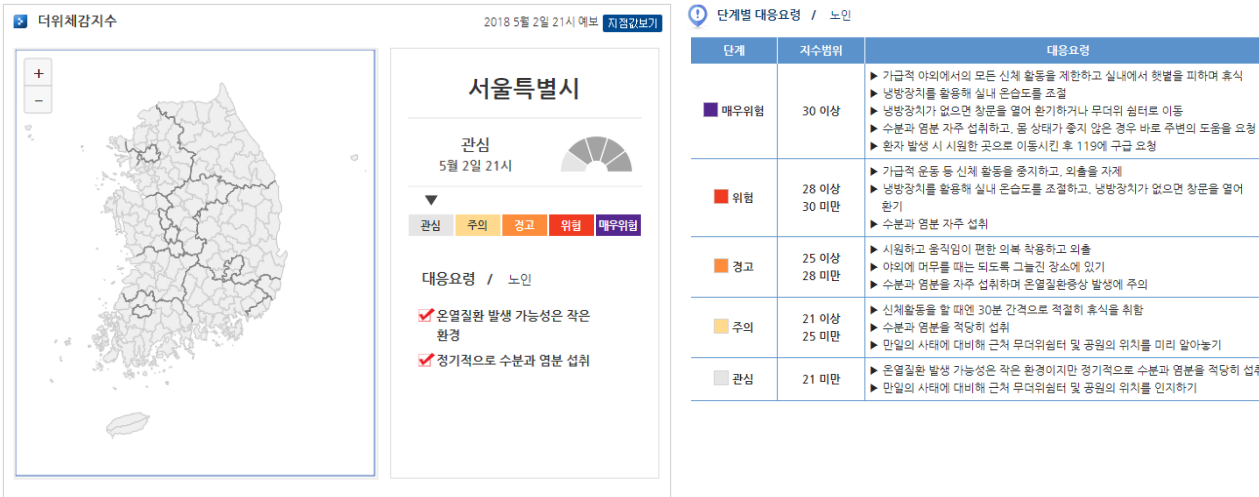 더위체감지수
2018 5월 2일 21시 예보 지점값보기
+
−
서울특별시
관심
5월 2일 21시
관심 주의 경고 위험 매우위험
대응요령 / 노인
온열질환 발생 가능성은 작은
환경
정기적으로 수분과 염분 섭취
단계별 대응요령 / 노인
단계 지수범위 대응요령
매우위험 30 이상
▶ 가급적 야외에서의 모든 신체 활동을 제한하고 실내에서 햇볕을 피하며 휴식
▶ 냉방장치를 활용해 실내 온습도를 조절
▶ 냉방장치가 없으면 창문을 열어 환기하거나 무더위 쉼터로 이동
▶ 수분과 염분 자주 섭취하고, 몸 상태가 좋지 않은 경우 바로 주변의 도움을 요청
▶ 환자 발생 시 시원한 곳으로 이동시킨 후 119에 구급 요청
위험 28 이상
30 미만
▶ 가급적 운동 등 신체 활동을 중지하고, 외출을 자제
▶ 냉방장치를 활용해 실내 온습도를 조절하고, 냉방장치가 없으면 창문을 열어
환기
▶ 수분과 염분 자주 섭취
경고 25 이상
28 미만
▶ 시원하고 움직임이 편한 의복 착용하고 외출
▶ 야외에 머무를 때는 되도록 그늘진 장소에 있기
▶ 수분과 염분을 자주 섭취하며 온열질환증상 발생에 주의
주의 21 이상
25 미만
▶ 신체활동을 할 때엔 30분 간격으로 적절히 휴식을 취함
▶ 수분과 염분을 적당히 섭취
▶ 만일의 사태에 대비해 근처 무더위쉼터 및 공원의 위치를 미리 알아놓기
관심 21 미만
▶ 온열질환 발생 가능성은 작은 환경이지만 정기적으로 수분과 염분을 적당히 섭취
▶ 만일의 사태에 대비해 근처 무더위쉼터 및 공원의 위치를 인지하기